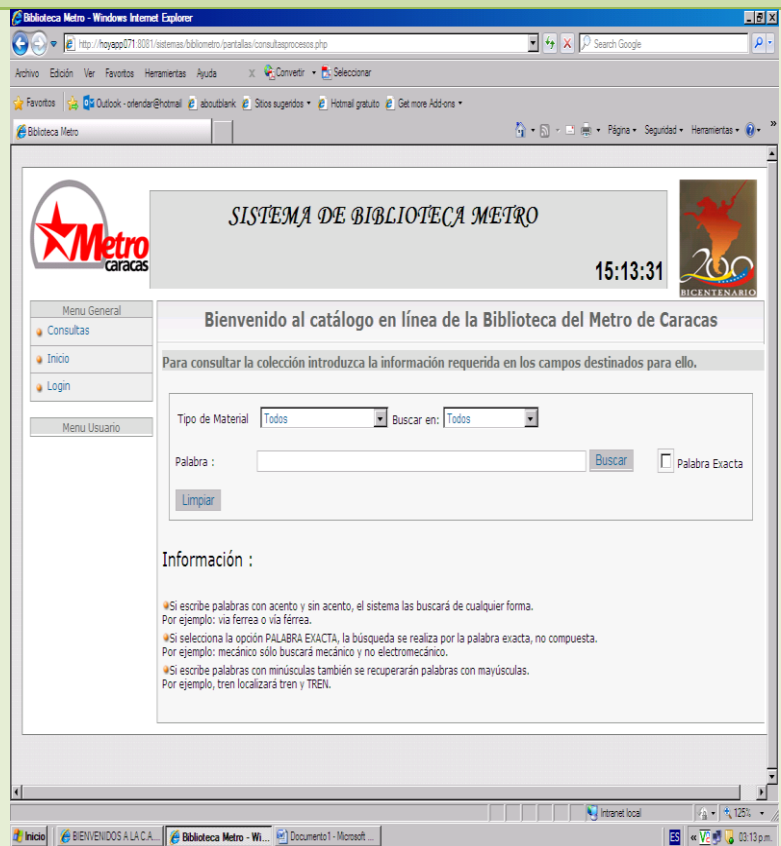 Biblioteca Metro - Windows Internet Explorer
http://hoyapp071:8081/sistemas/bibliometro/pantallas/consultasprocesos.php
Search Google
Archivo Edición Ver Favoritos Herramientas Ayuda x Convertir Seleccionar
Favoritos Outlook - orlendar@hotmail aboutblank Sitios sugeridos Hotmail gratuito Get more Add-ons
Biblioteca Metro Página Seguridad Herramientas
Metro
caracas
SISTEMA DE BIBLIOTECA METRO
15:13:31
200
BICENTENARIO
Menu General
Consultas
Inicio
Login
Menu Usuario
Bienvenido al catálogo en línea de la Biblioteca del Metro de Caracas
Para consultar la colección introduzca la información requerida en los campos destinados para ello.
Tipo de Material Todos Buscar en: Todos
Palabra : Buscar Palabra Exacta
Limpiar
Información :
Si escribe palabras con acento y sin acento, el sistema las buscará de cualquier forma.
Por ejemplo: via ferrea o vía férrea.
Si selecciona la opción PALABRA EXACTA, la búsqueda se realiza por la palabra exacta, no compuesta.
Por ejemplo: mecánico sólo buscará mecánico y no electromecánico.
Si escribe palabras con minúsculas también se recuperarán palabras con mayúsculas.
Por ejemplo, tren localizará tren y TREN.
Intranet local 125%
Inicio BIENVENIDOS A LA C.A... Biblioteca Metro - Wi... Documento1 - Microsoft ... ES 03:13 p.m.